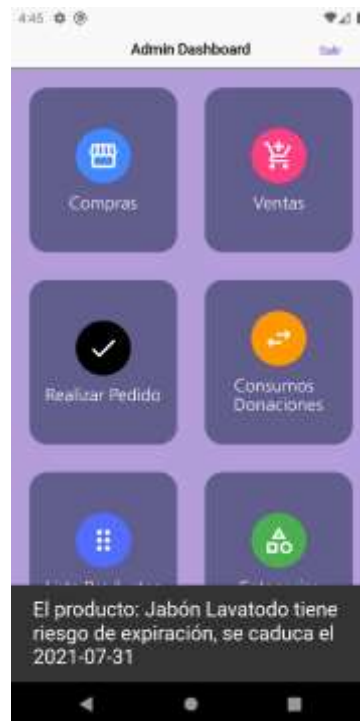 4:45
Admin Dashboard
Salir
Compras
Ventas
Realizar Pedido
Consumos
Donaciones
El producto: Jabón Lavatodo tiene
riesgo de expiración, se caduca el
2021-07-31